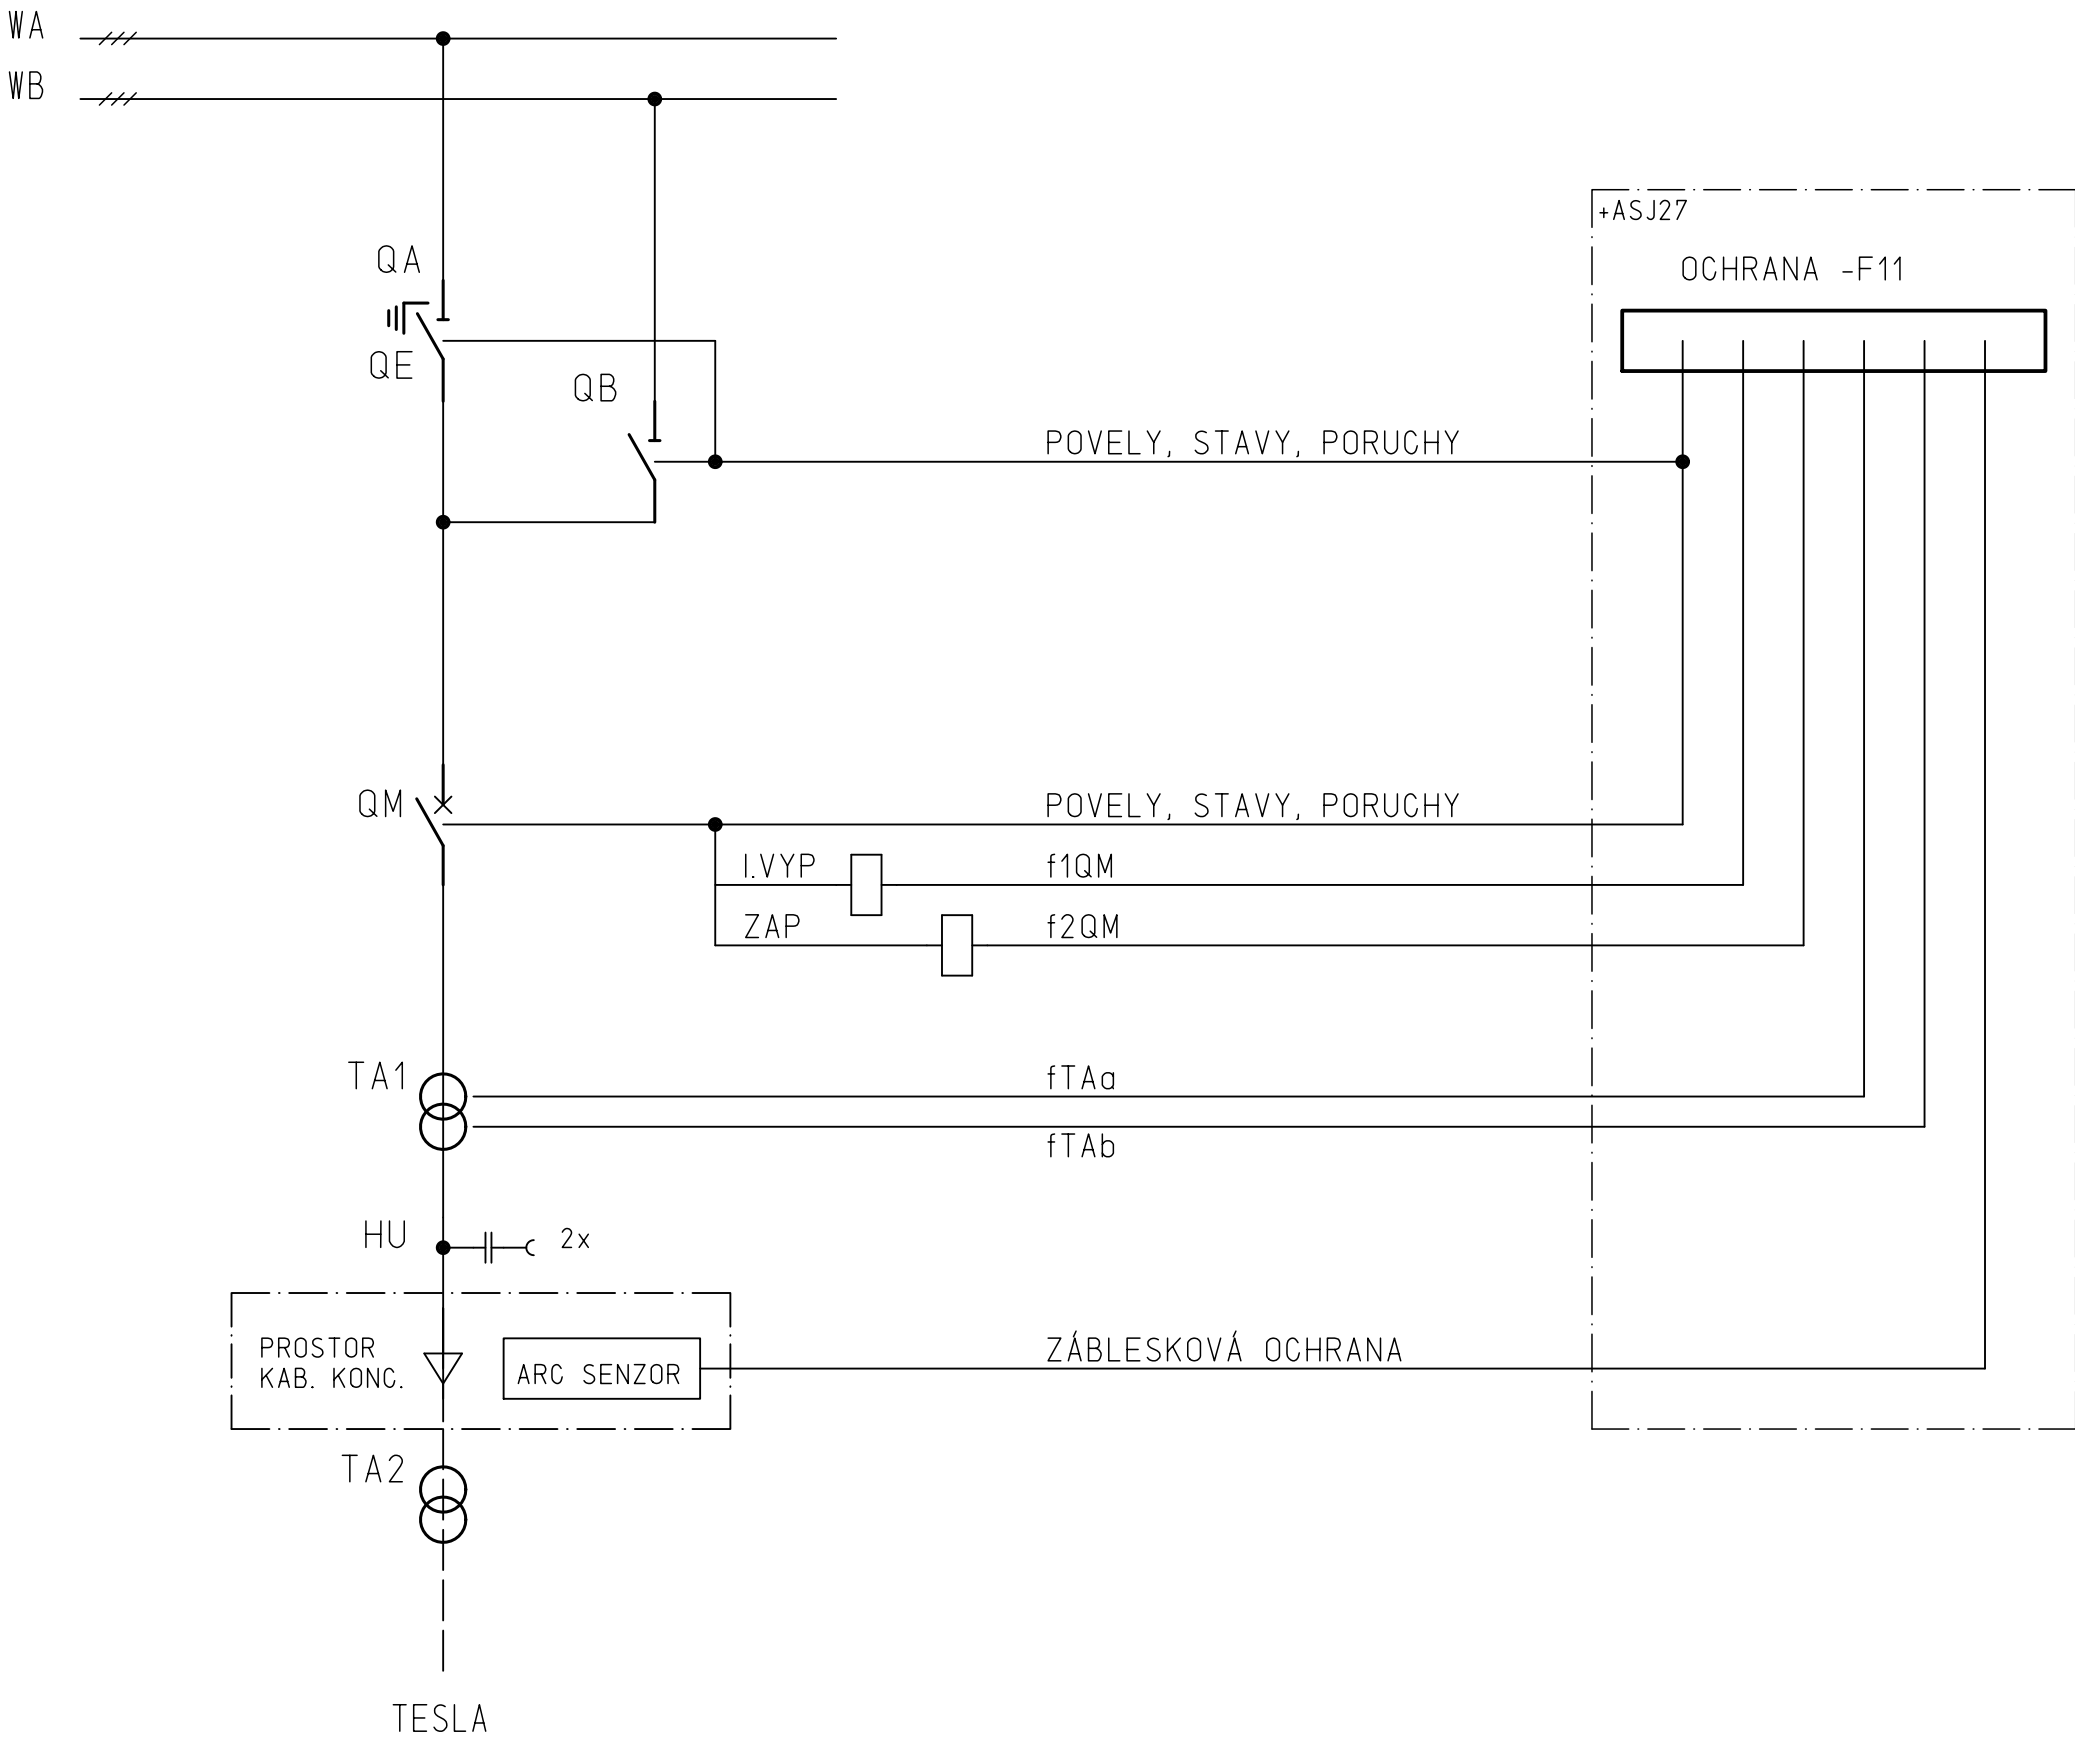 WA
WB
+ASJ27
QA
OCHRANA -F11
QE
QB
POVELY, STAVY, PORUCHY
QM
POVELY, STAVY, PORUCHY
I.VYP
f1QM
ZAP
f2QM
TA1
fTAa
fTAb
HU
2x
PROSTOR
KAB. KONC.
ARC SENZOR
ZÁBLESKOVÁ OCHRANA
TA2
TESLA